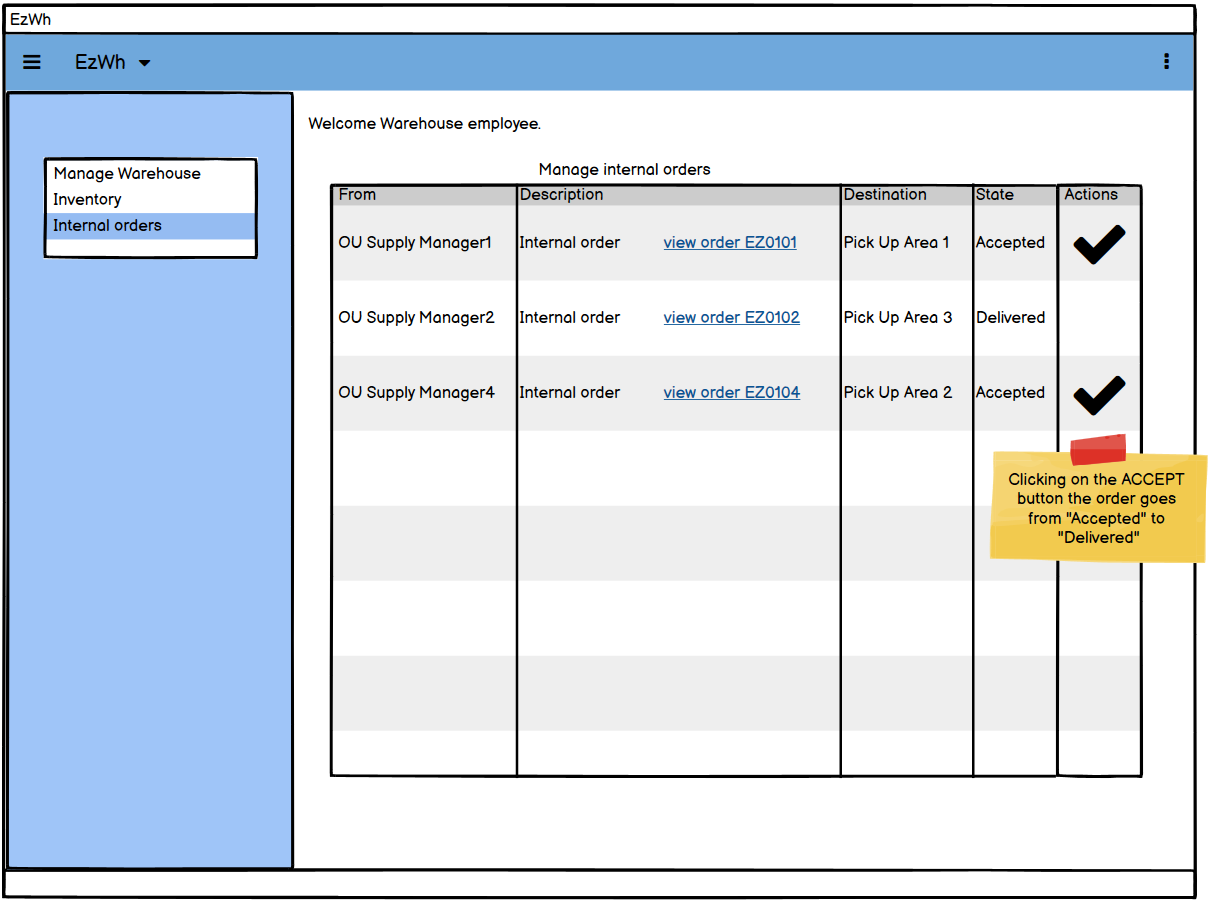 EzWh
EzWh
Welcome Warehouse employee.
Manage Warehouse
Inventory
Internal orders
Manage internal orders
From Description Destination State Actions
OU Supply Manager1 Internal order view order EZ0101 Pick Up Area 1 Accepted
OU Supply Manager2 Internal order view order EZ0102 Pick Up Area 3 Delivered
OU Supply Manager4 Internal order view order EZ0104 Pick Up Area 2 Accepted
Clicking on the ACCEPT
button the order goes
from "Accepted" to
"Delivered"